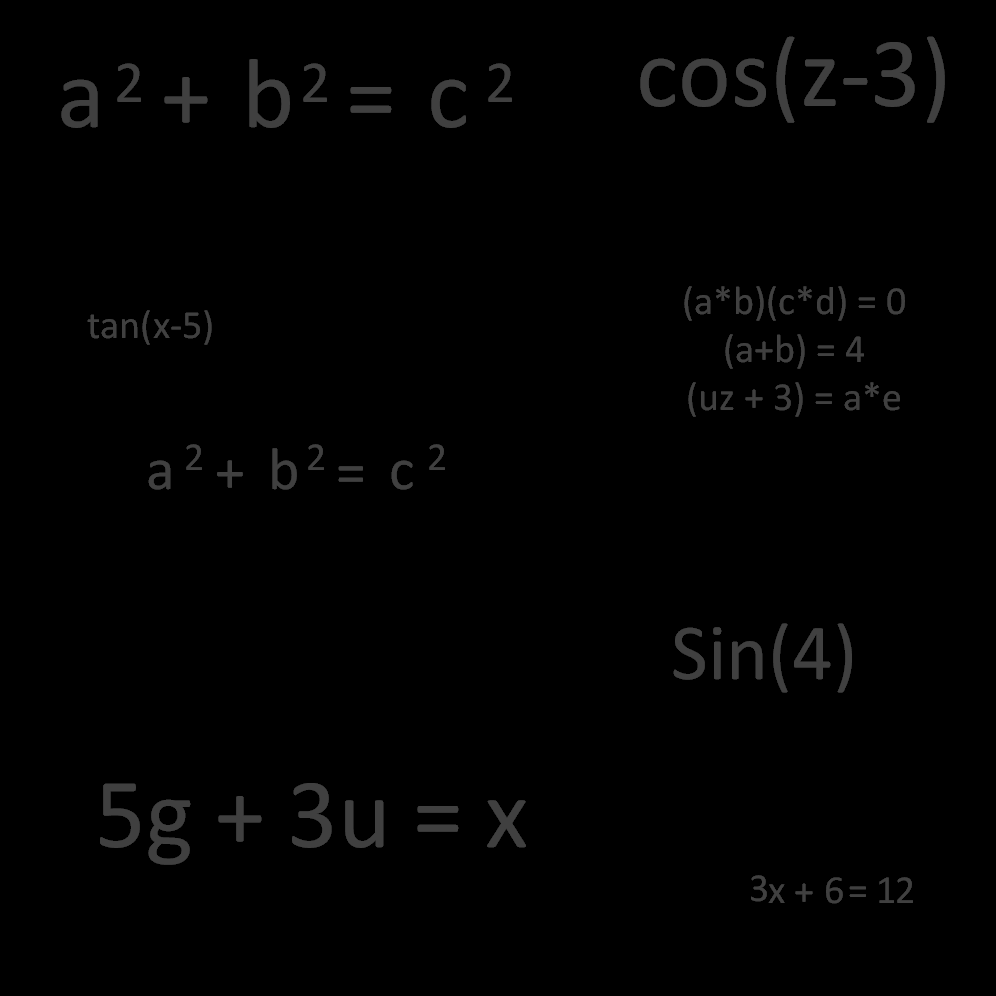 a² + b² = c²
cos(z-3)
tan(x-5)
(a*b)(c*d) = 0
(a+b) = 4
(uz + 3) = a*e
a² + b² = c²
Sin(4)
5g + 3u = x
3x + 6 = 12